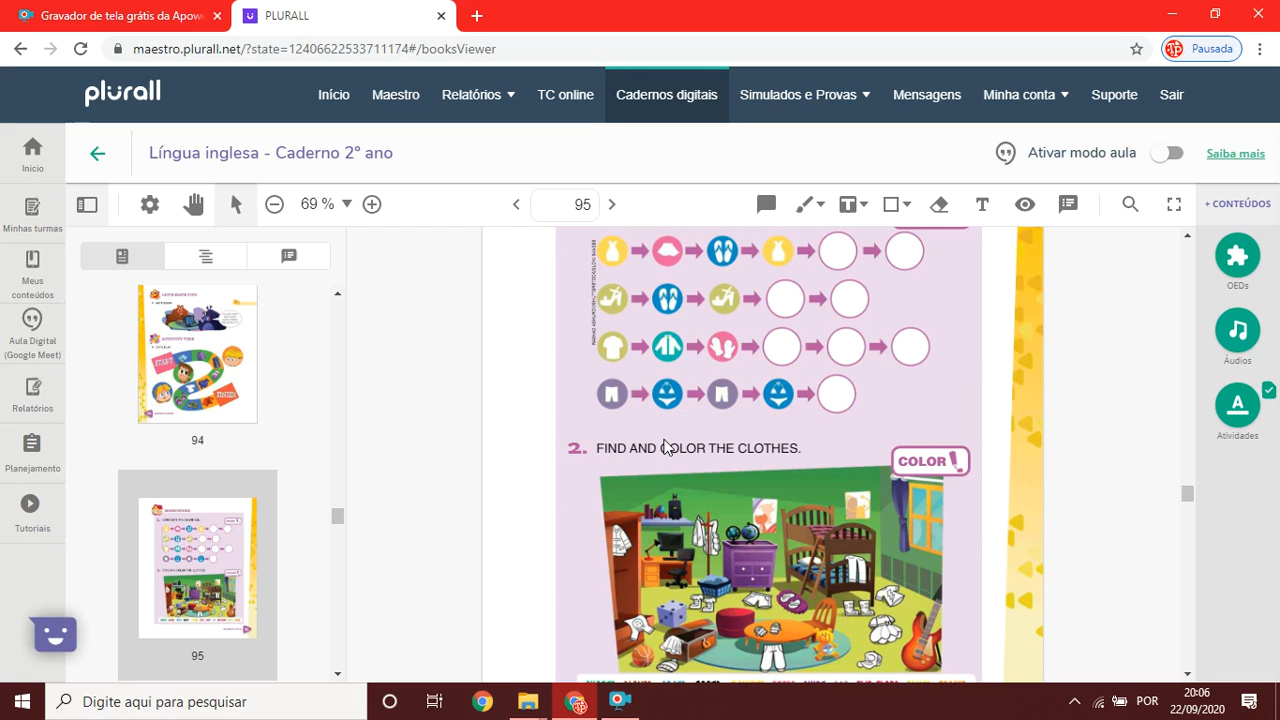 Gravador de tela grátis da Apowe
PLURALL
maestro.plurall.net/?state=12406622533711174#/booksViewer
Pausada
plurall
Início
Maestro
Relatórios
TC online
Cadernos digitais
Simulados e Provas
Mensagens
Minha conta
Suporte
Sair
Início
Minhas turmas
Meus conteúdos
Aula Digital (Google Meet)
Relatórios
Planejamento
Tutoriais
Língua inglesa - Caderno 2º ano
Ativar modo aula
Saiba mais
69 %
95
+ CONTEÚDOS
OEDs
Áudios
Atividades
START
FINISH
94
95
2. FIND AND COLOR THE CLOTHES.
COLOR
Digite aqui para pesquisar
POR
20:06
22/09/2020